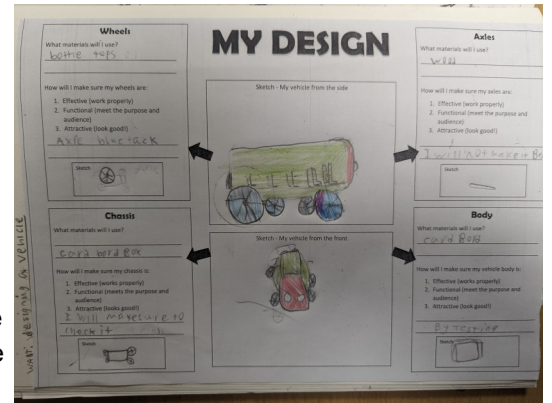 MY DESIGN
Wheels
What materials will I use?
bottle tops
How will I make sure my wheels are:
1. Effective (work properly)
2. Functional (meet the purpose and audience)
3. Attractive (look good!)
Axle blue tack
Sketch
Axles
What materials will I use?
How will I make sure my axles are:
1. Effective (work properly)
2. Functional (meet the purpose and audience)
3. Attractive (look good!)
I will not
Sketch
Sketch - My vehicle from the side
Chassis
What materials will I use?
card bord Box
How will I make sure my chassis is:
1. Effective (works properly)
2. Functional (meets the purpose and audience)
3. Attractive (looks good!)
I will makesure to
check it
Sketch
Sketch - My vehicle from the front
Body
What materials will I use?
card Bord
How will I make sure my vehicle body is:
1. Effective (works properly)
2. Functional (meet the purpose and audience)
3. Attractive (looks good!)
By testing
Sketch
designing a vehicle